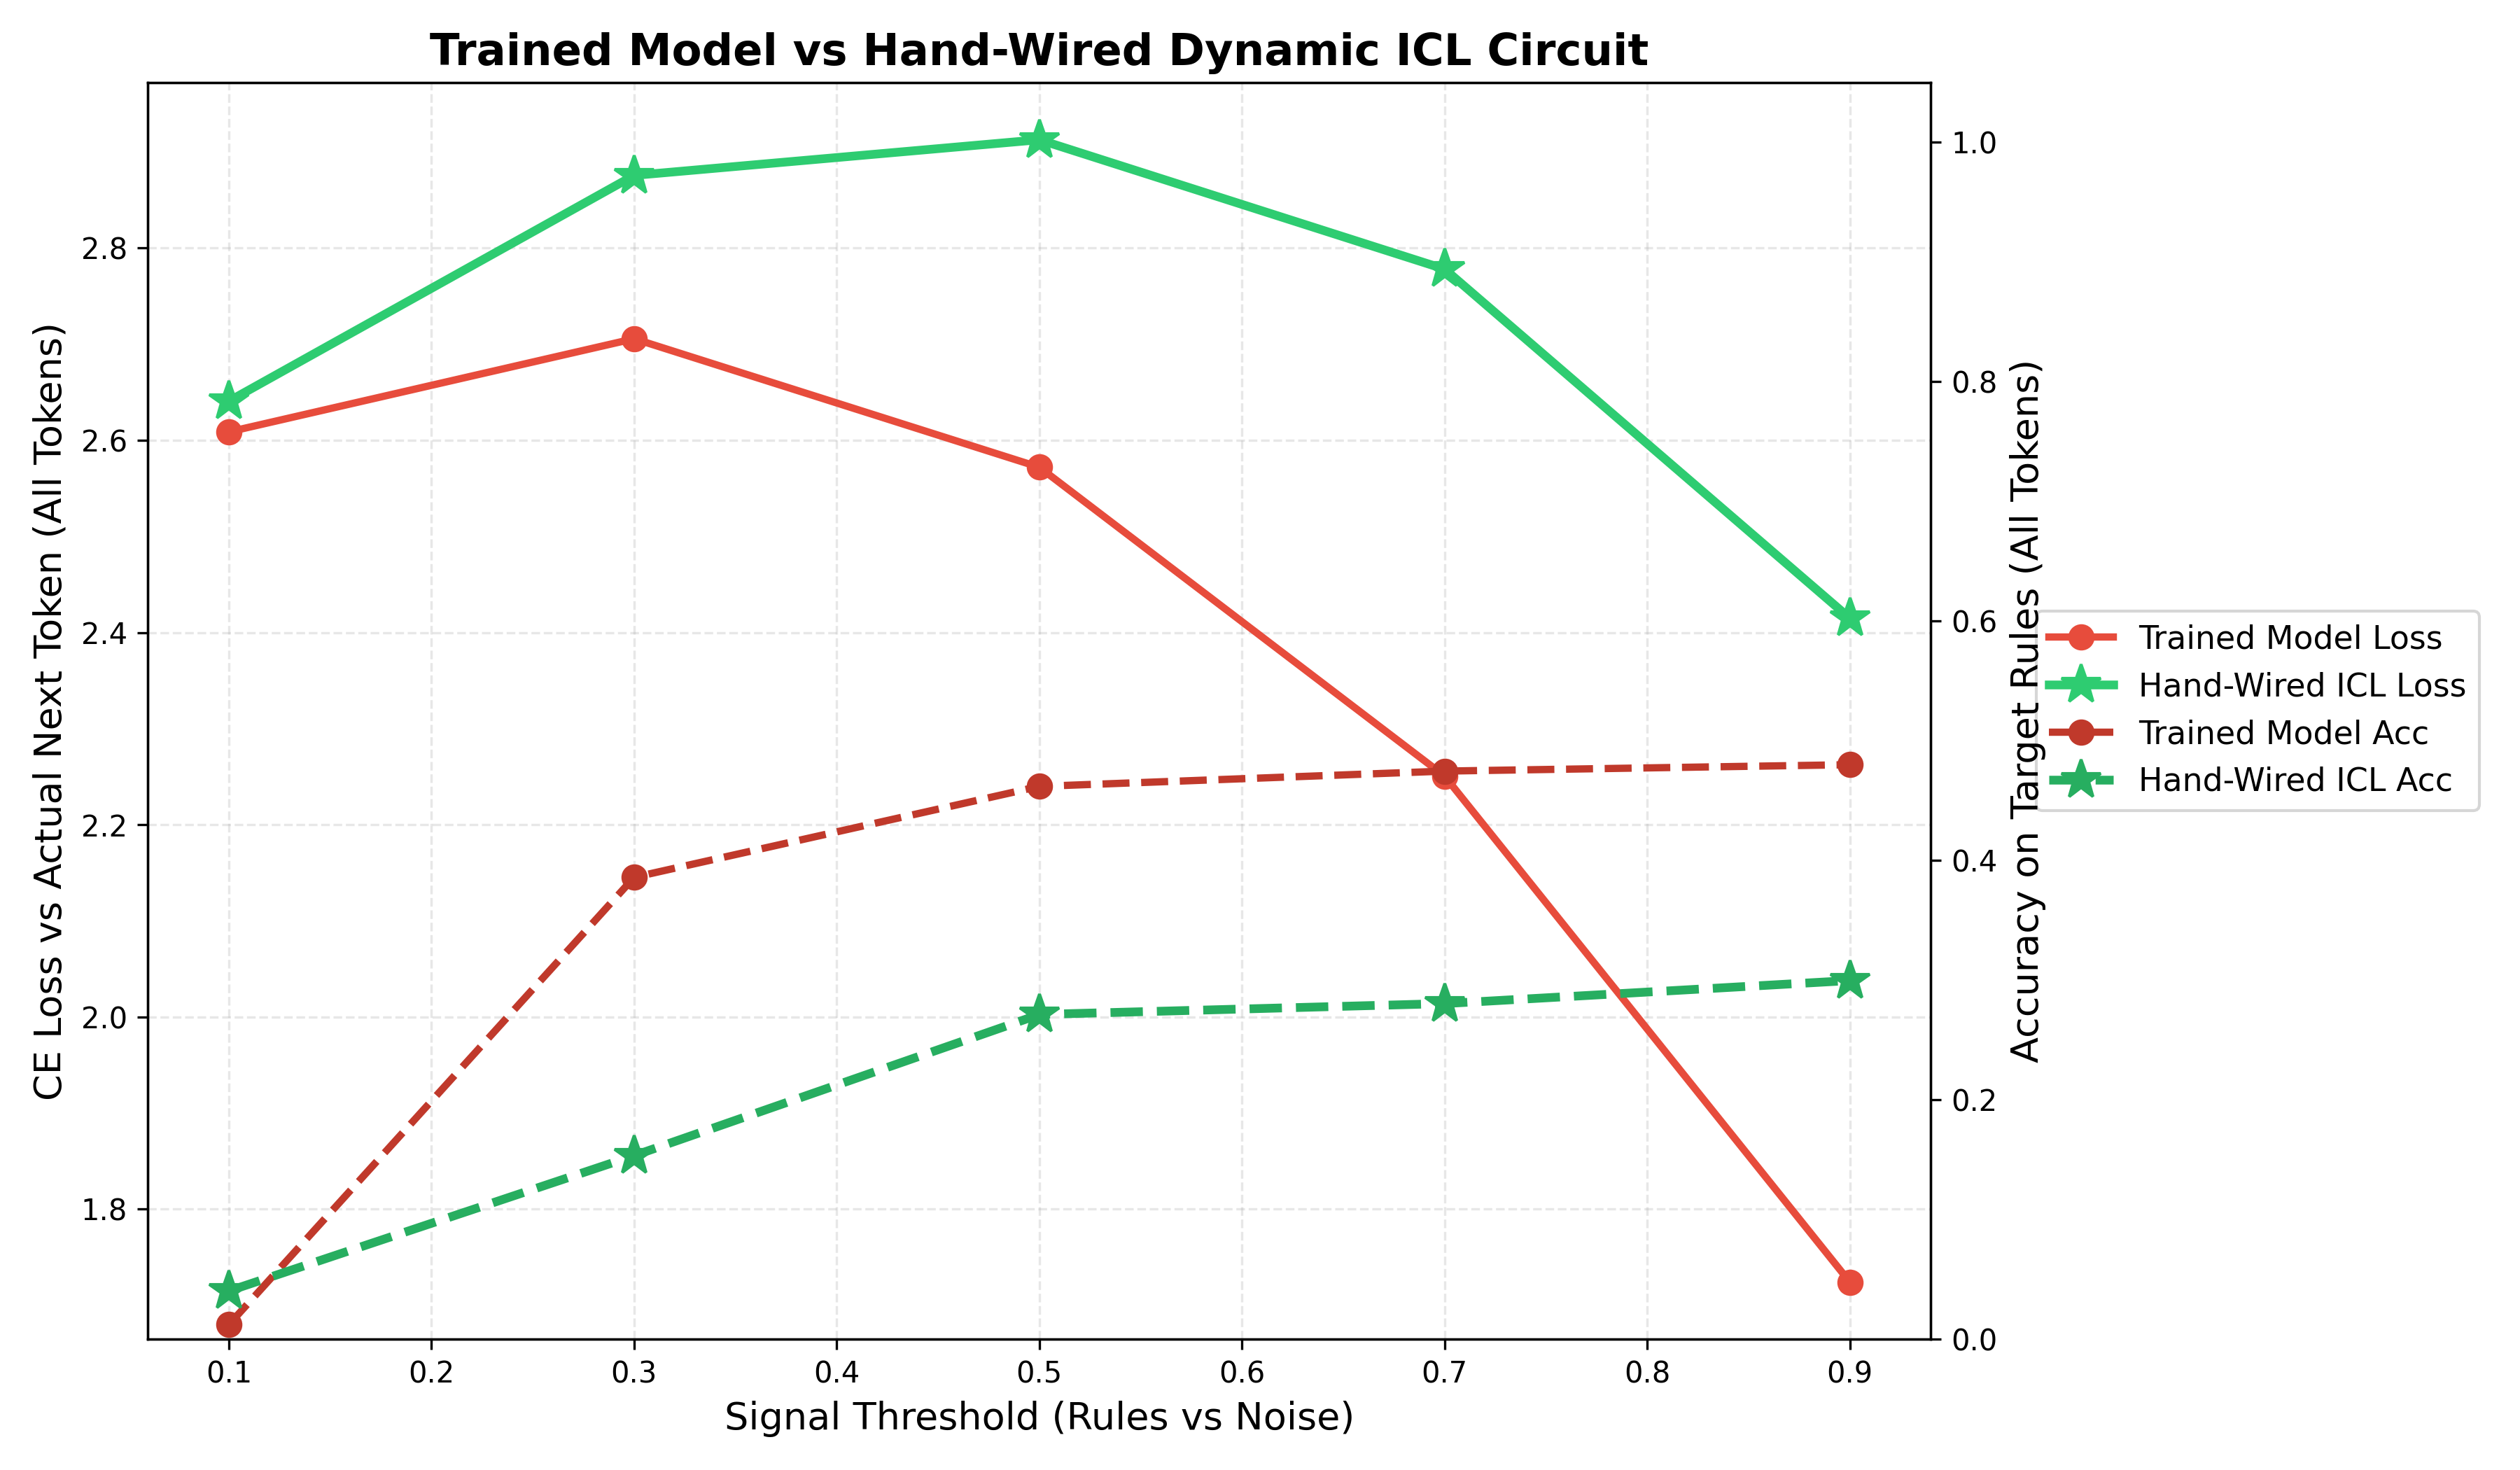 Trained Model vs Hand-Wired Dynamic ICL Circuit
CE Loss vs Actual Next Token (All Tokens)
2.8
2.6
2.4
2.2
2.0
1.8
0.1
0.2
0.3
0.4
0.5
0.6
0.7
0.8
0.9
Signal Threshold (Rules vs Noise)
1.0
0.8
0.6
0.4
0.2
0.0
Accuracy on Target Rules (All Tokens)
Trained Model Loss
Hand-Wired ICL Loss
Trained Model Acc
Hand-Wired ICL Acc